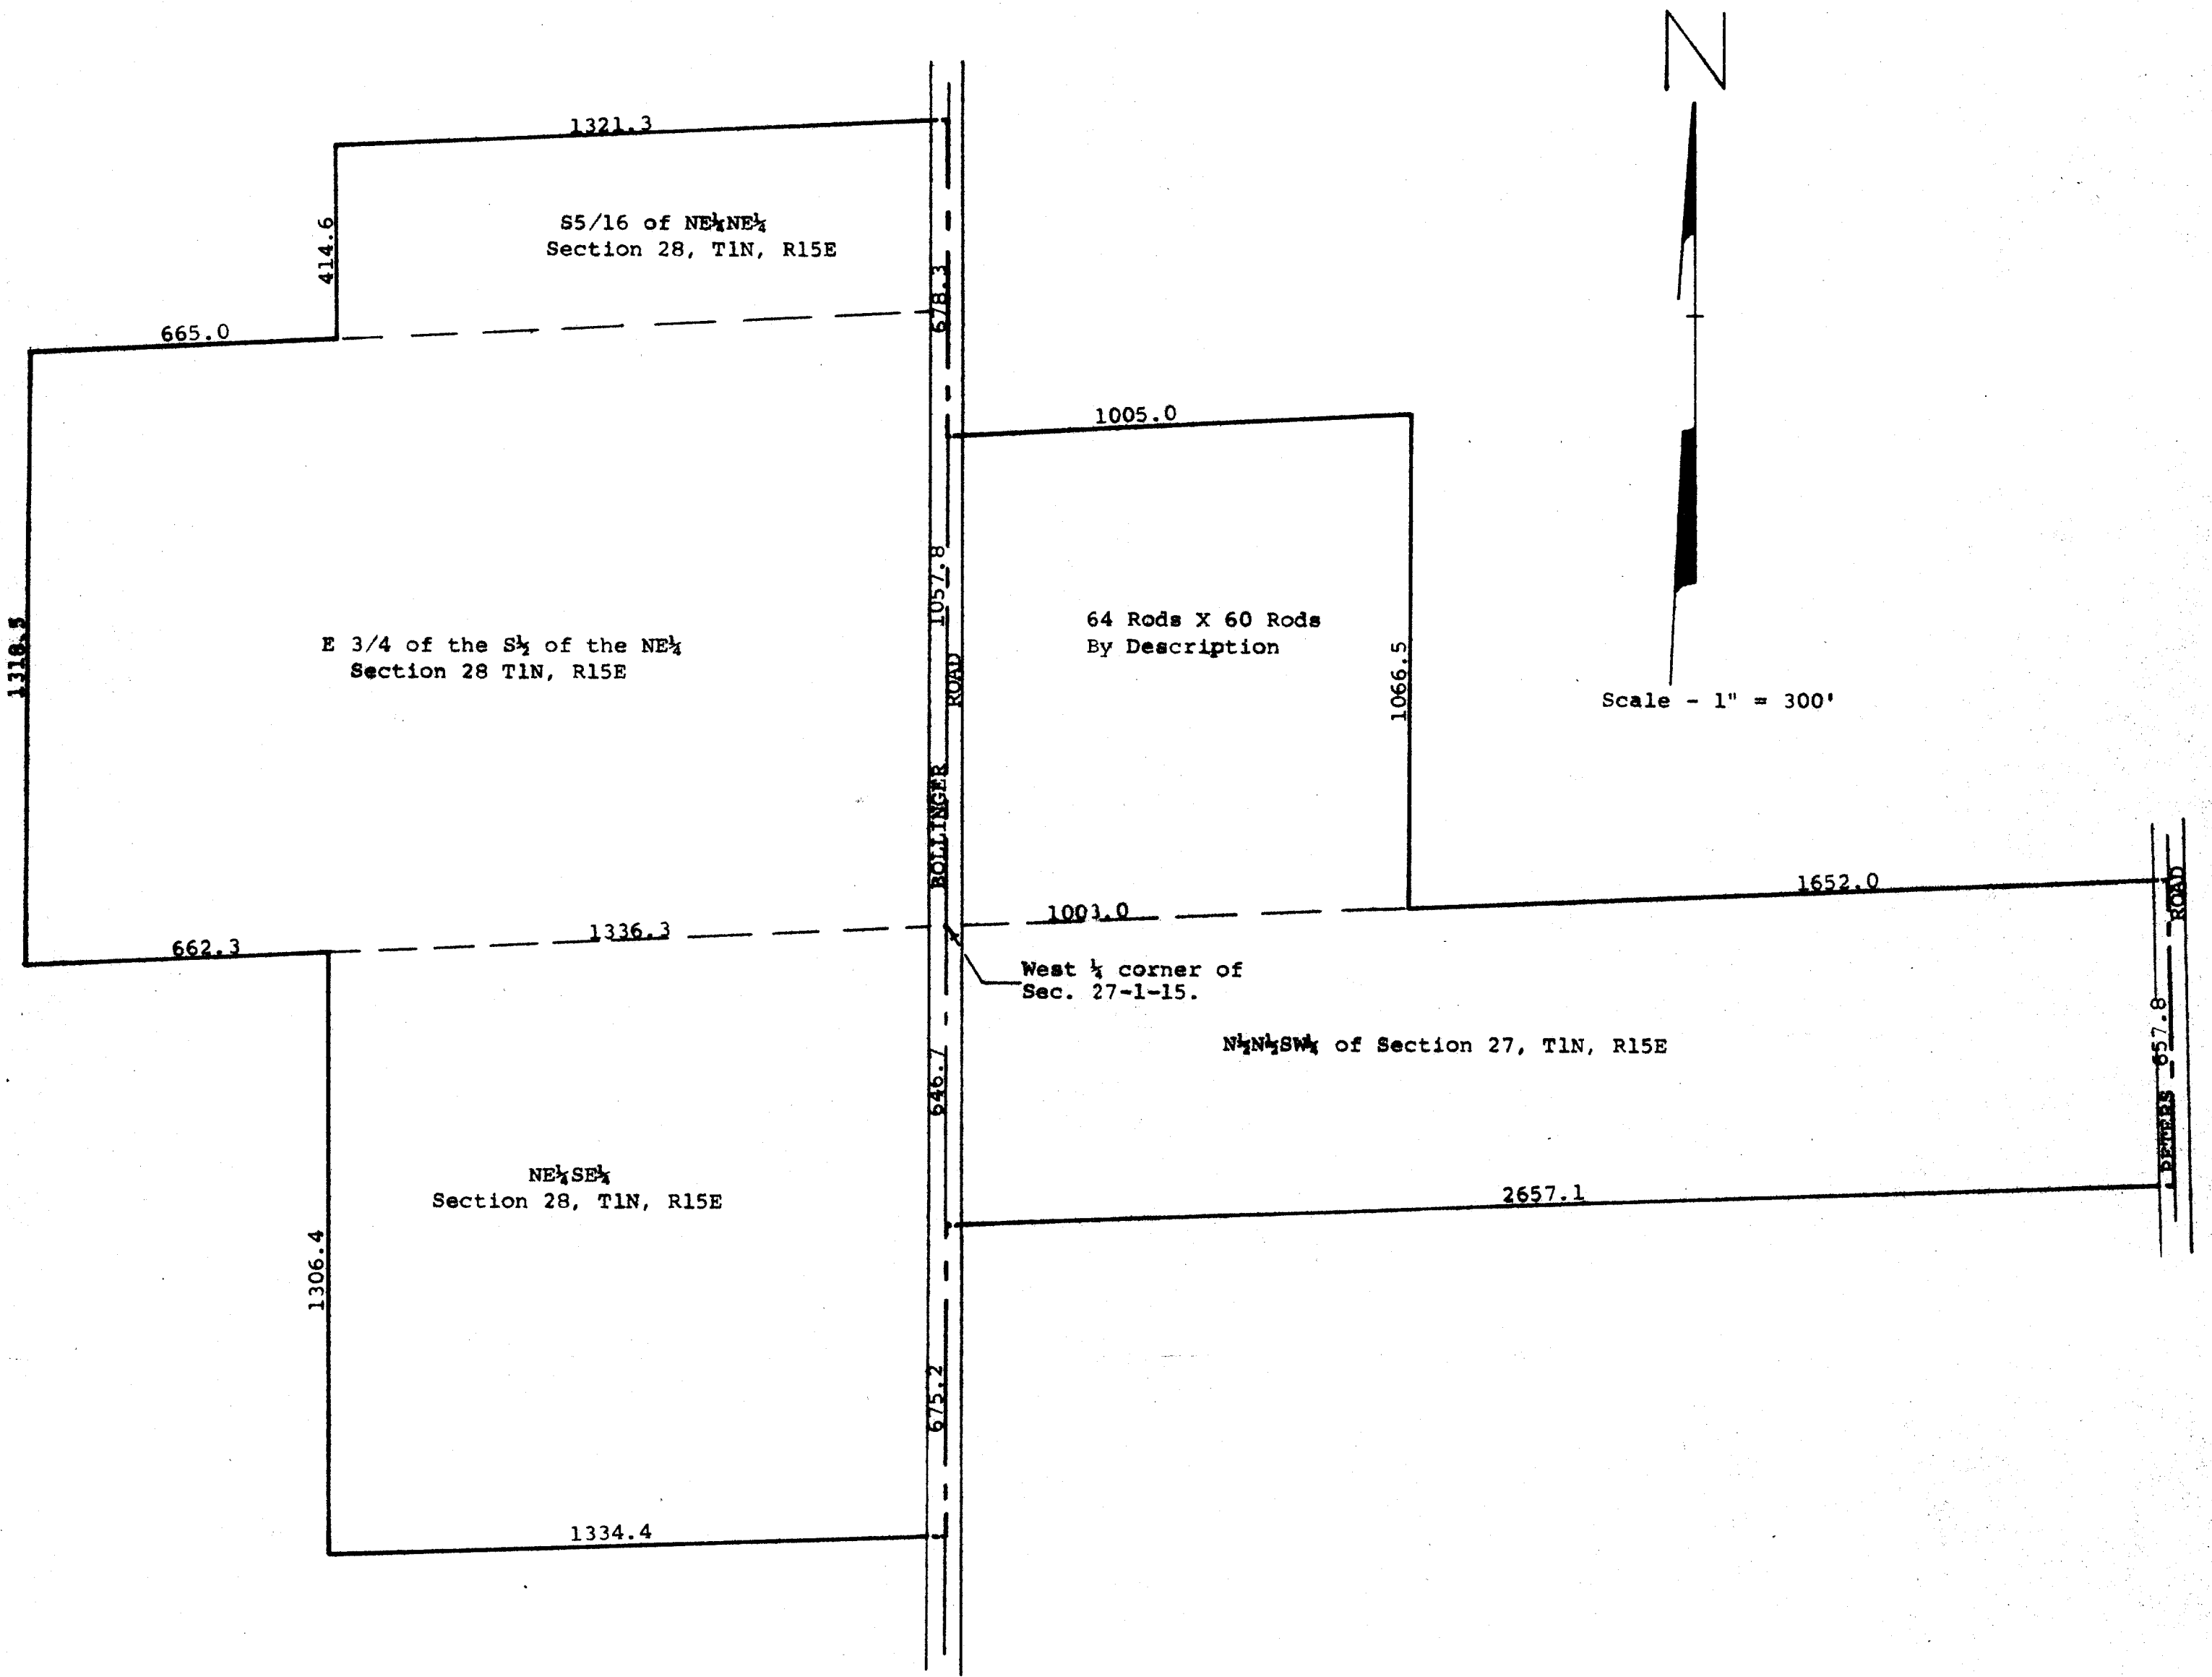 N
1321.3
414.6
S5/16 of NE¼NE¼
Section 28, T1N, R15E
678.3
665.0
1005.0
1057.8
64 Rods X 60 Rods
By Description
1318.5
E 3/4 of the S½ of the NE¼
Section 28 T1N, R15E
1066.5
Scale - 1" = 300'
BOLLINGER ROAD
1652.0
1003.0
1336.3
662.3
West ¼ corner of
Sec. 27-1-15.
N½N½SW¼ of Section 27, T1N, R15E
PETERS ROAD
657.8
646.7
NE¼SE¼
Section 28, T1N, R15E
2657.1
1306.4
675.2
1334.4